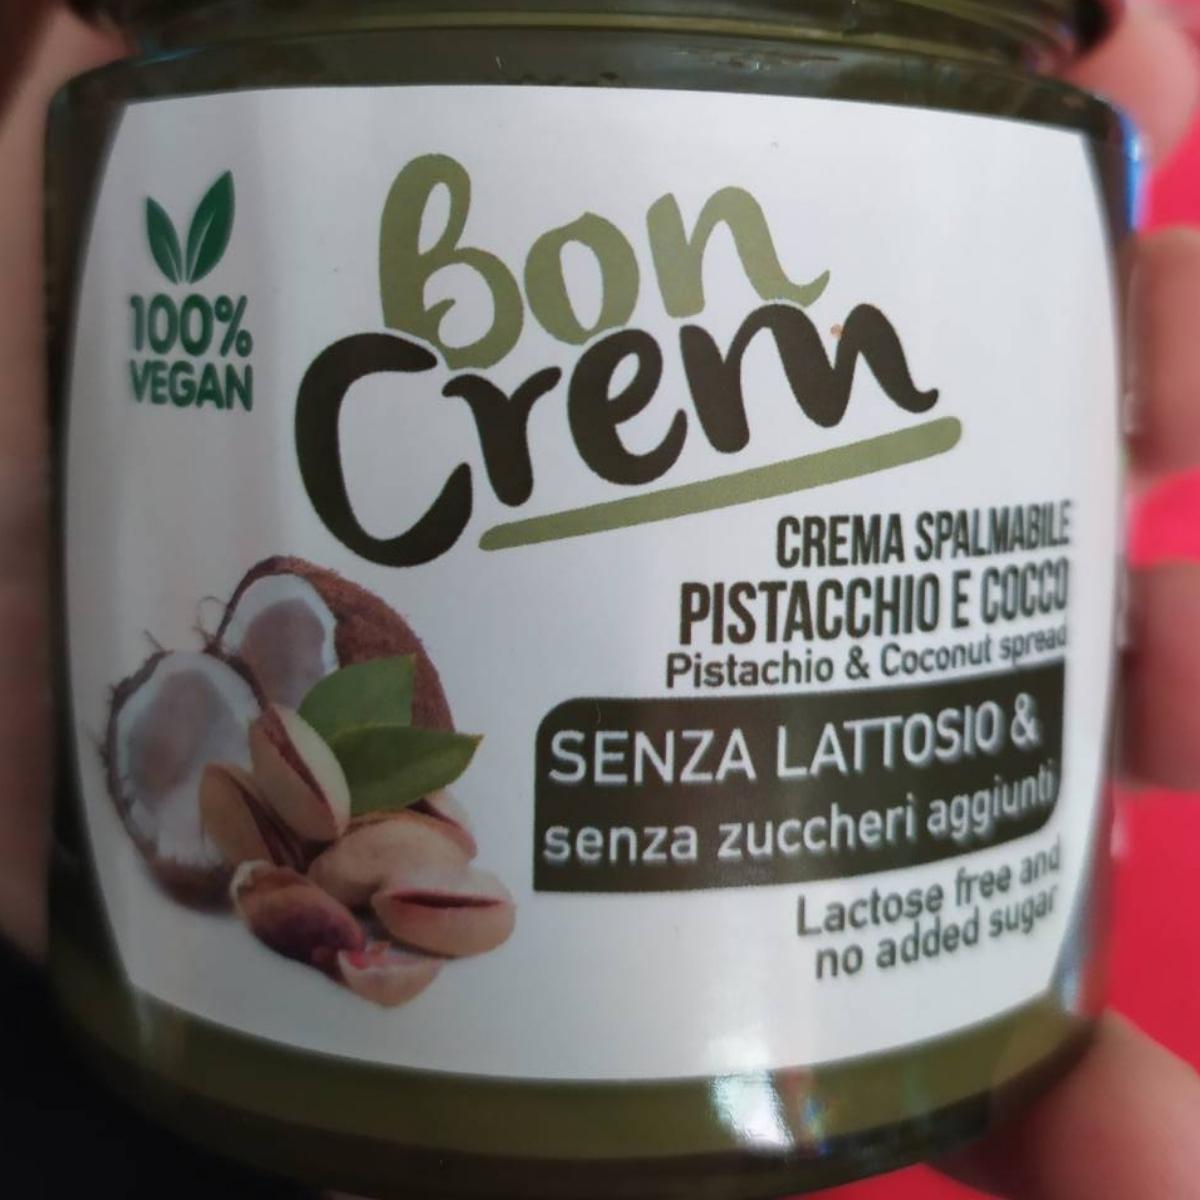 100%
VEGAN
Bon
Crem
CREMA SPALMABILE
PISTACCHIO E COCCO
Pistachio & Coconut spread
SENZA LATTOSIO &
senza zuccheri aggiunti
Lactose free and
no added sugar